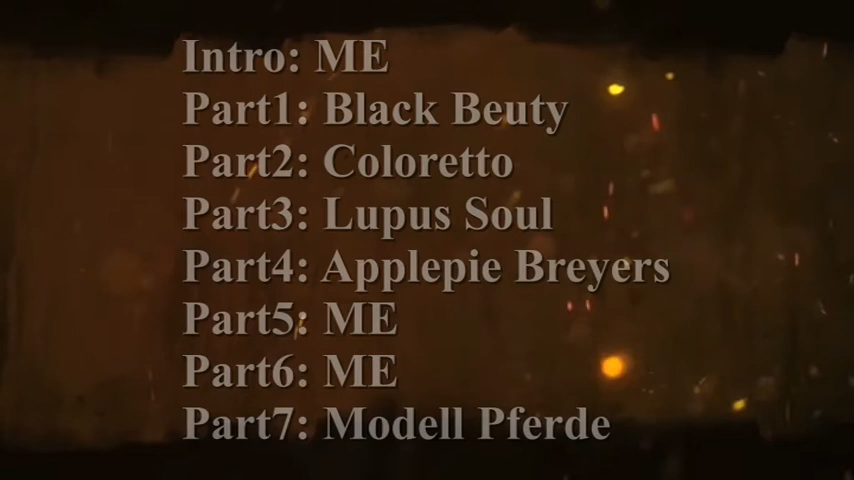 Intro: ME
Part1: Black Beuty
Part2: Coloretto
Part3: Lupus Soul
Part4: Applepie Breyers
Part5: ME
Part6: ME
Part7: Modell Pferde